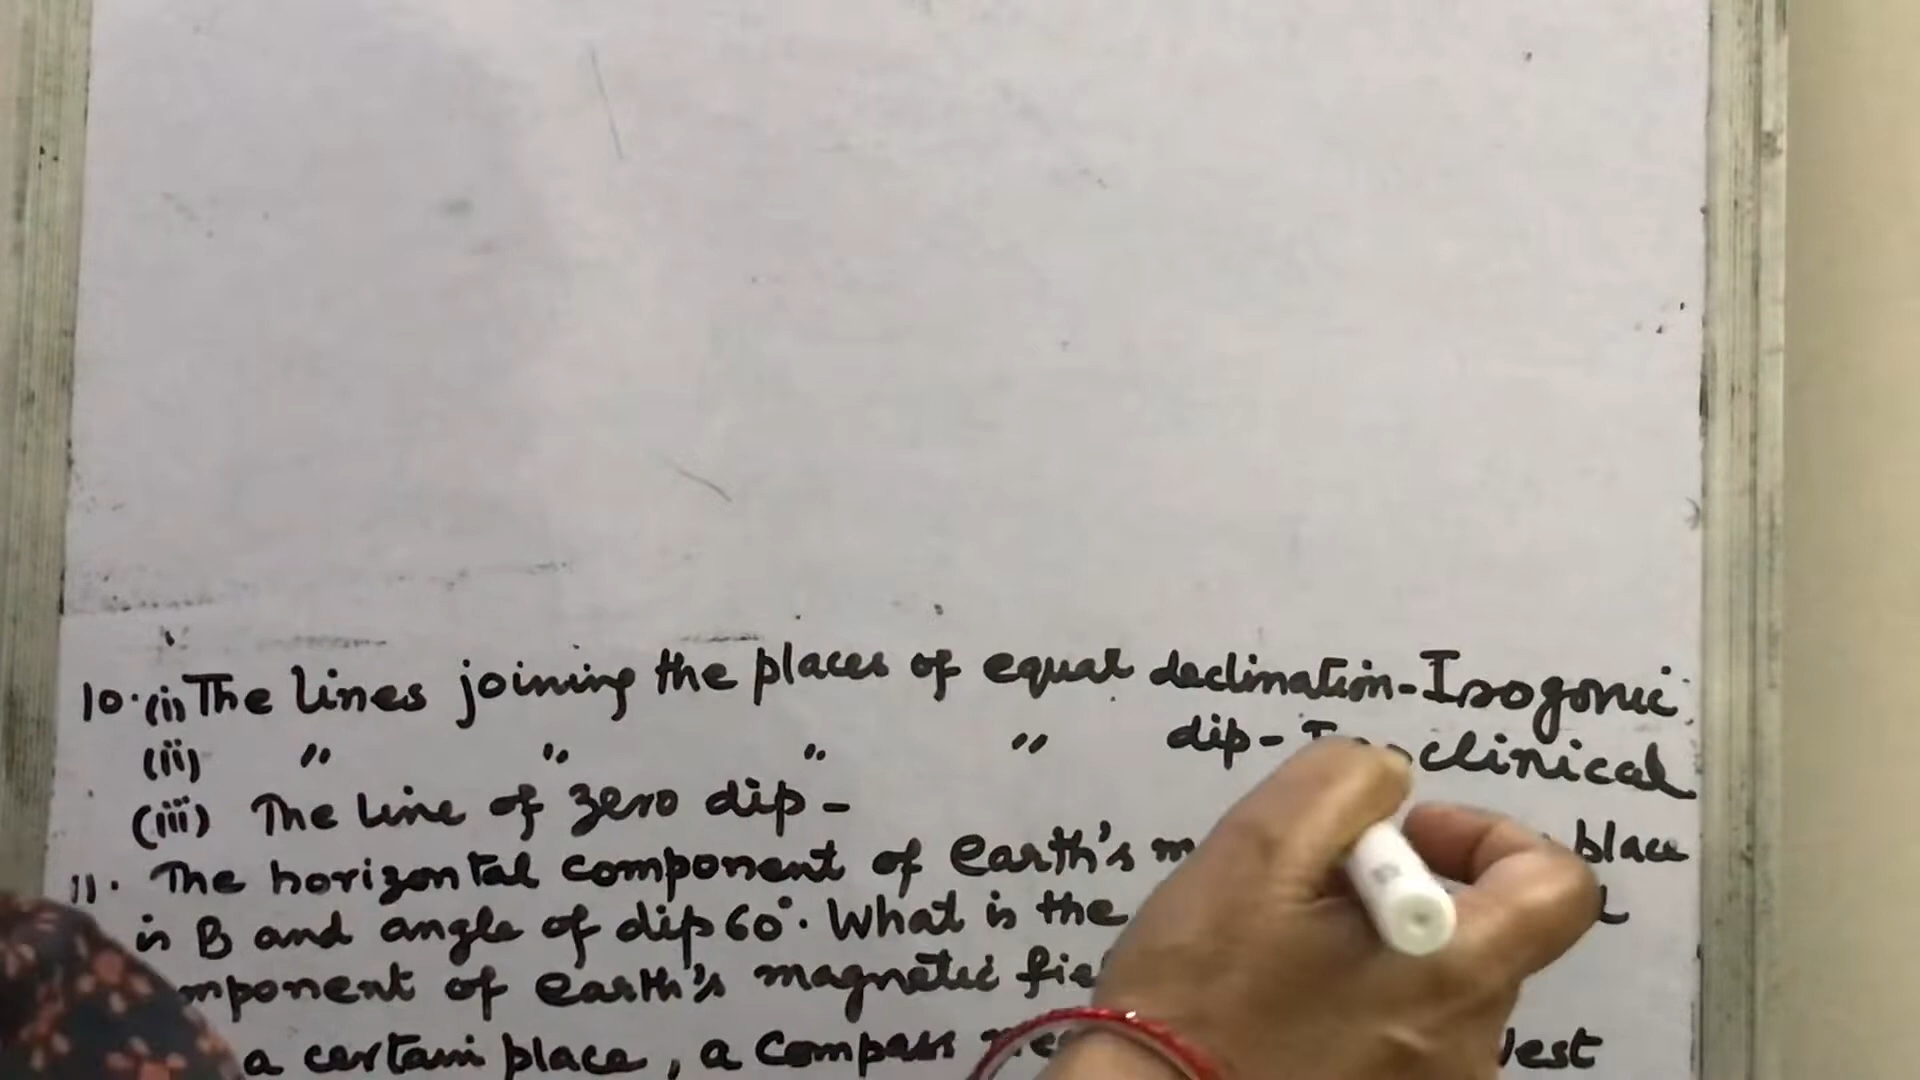 10. (i) The lines joining the places of equal declination - Isogonic
(ii) " " " " dip - clinical
(iii) The line of zero dip -
11. The horizontal component of earth's place
is B and angle of dip 60°. What is the
of earth's magnetic
a certain place, a compass